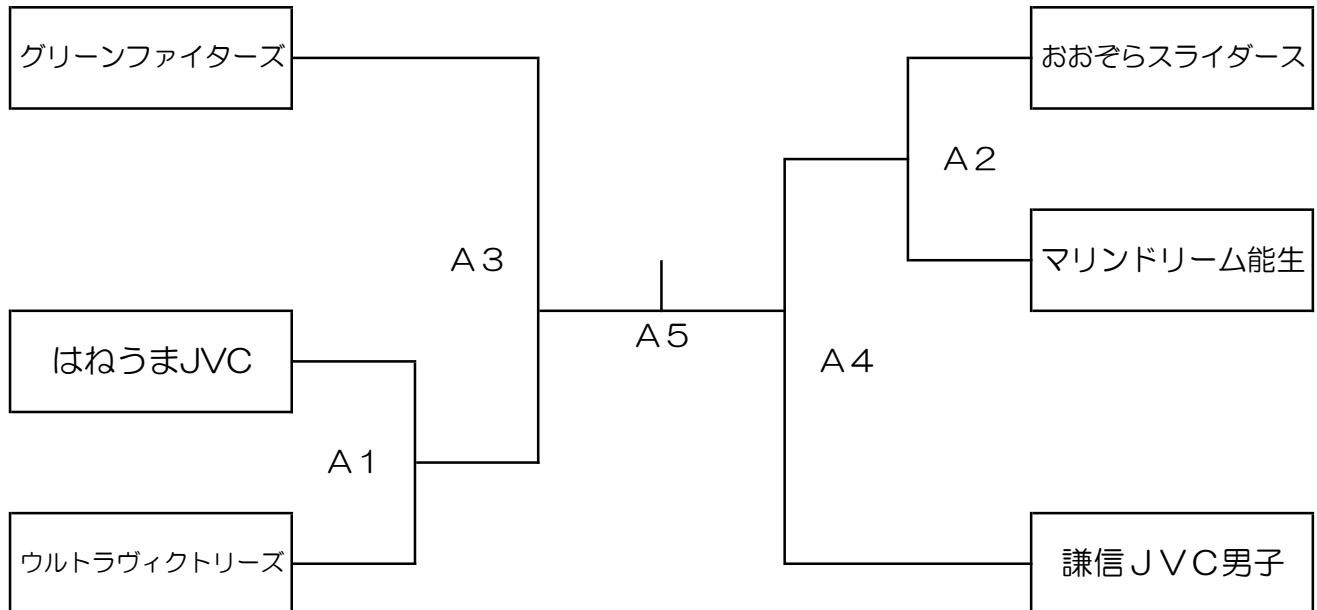 グリーンファイターズ
おおぞらスライダース
A2
A3
マリンドリーム能生
はねうまJVC
A5
A4
A1
ウルトラヴィクトリーズ
謙信JVC男子